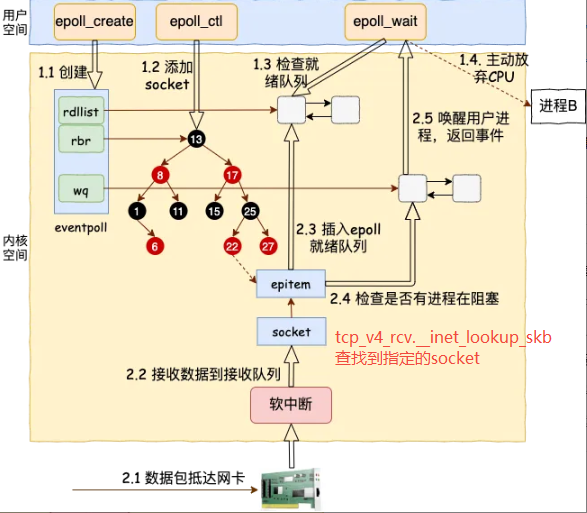 用户
空间
epoll_create
epoll_ctl
epoll_wait
1.1 创建
1.2 添加
socket
1.3 检查就
绪队列
1.4. 主动放
弃CPU
进程B
rdllist
rbr
wq
eventpoll
13
8
17
1
11
15
25
6
22
27
2.5 唤醒用户进
程，返回事件
2.3 插入epoll
就绪队列
内核
空间
epitem
2.4 检查是否有进程在阻塞
socket
tcp_v4_rcv.__inet_lookup_skb
查找到指定的socket
2.2 接收数据到接收队列
软中断
2.1 数据包抵达网卡